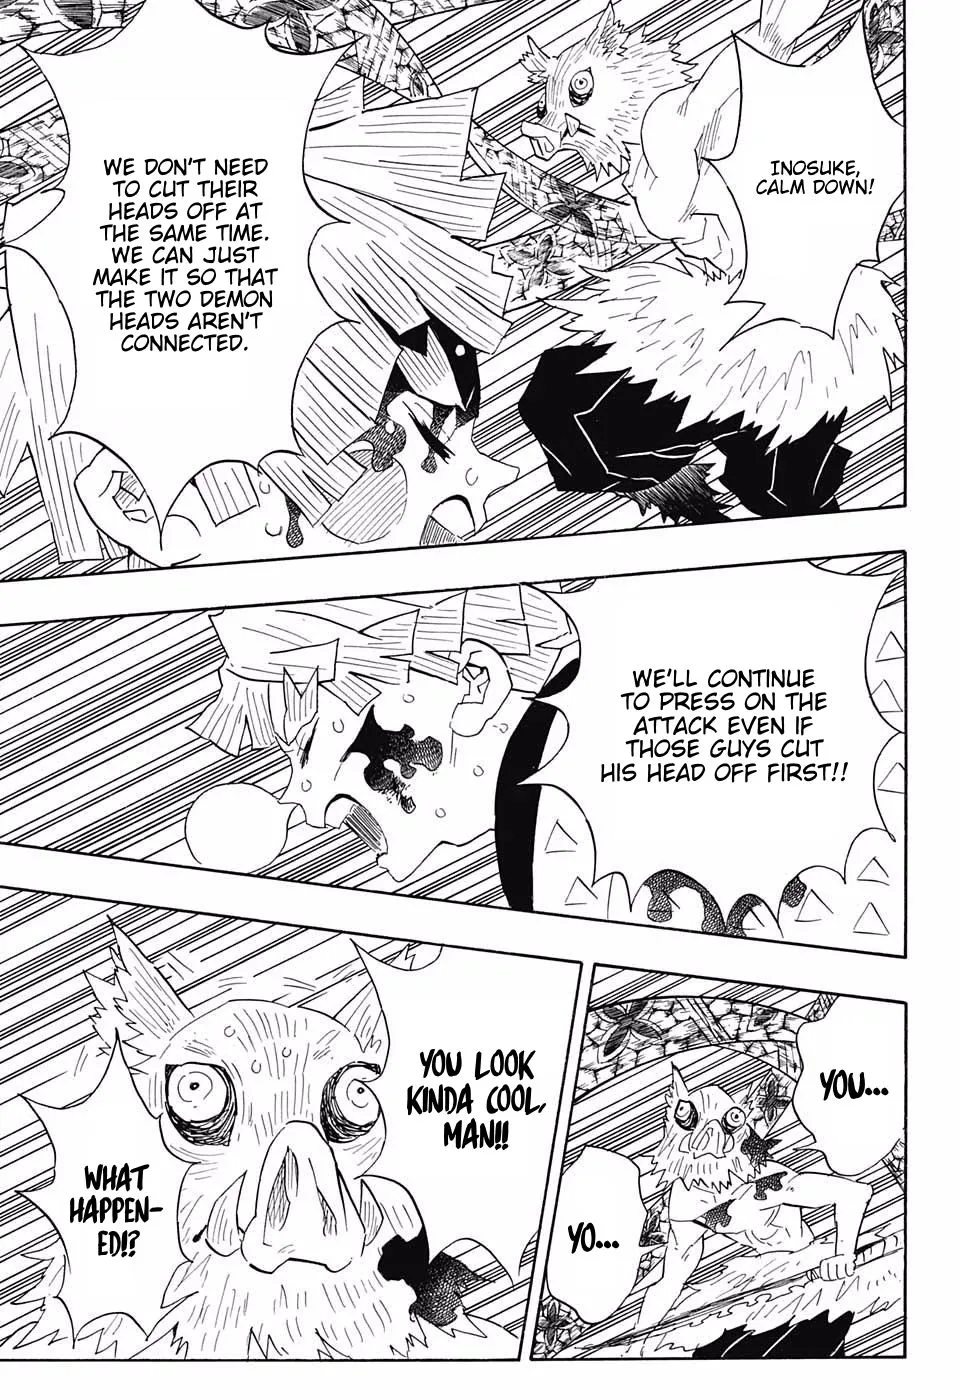 INOSUKE,
CALM DOWN!
WE DON'T NEED
TO CUT THEIR
HEADS OFF AT
THE SAME TIME.
WE CAN JUST
MAKE IT SO THAT
THE TWO DEMON
HEADS AREN'T
CONNECTED.
WE'LL CONTINUE
TO PRESS ON THE
ATTACK EVEN IF
THOSE GUYS CUT
HIS HEAD OFF FIRST!!
YOU...
YO...
YOU LOOK
KINDA COOL,
MAN!!
WHAT
HAPPEN-
ED!?